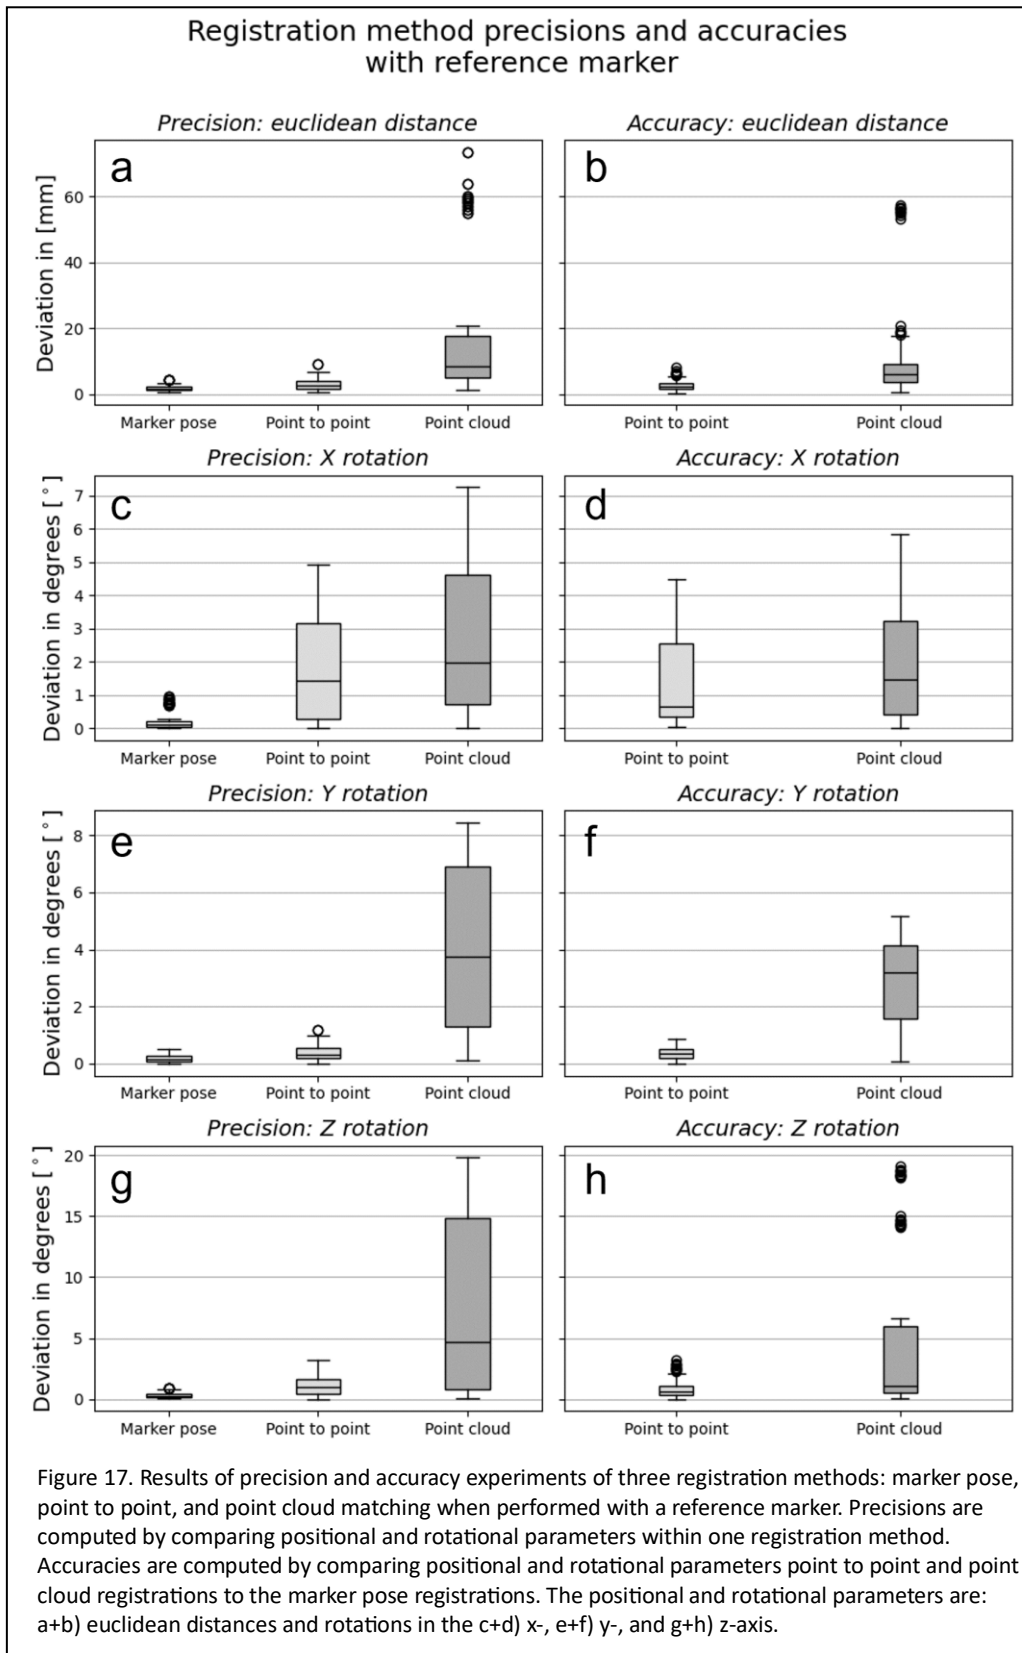 Registration method precisions and accuracies
with reference marker
Precision: euclidean distance
Accuracy: euclidean distance
a
b
Deviation in [mm]
60
40
20
0
Marker pose
Point to point
Point cloud
Point to point
Point cloud
Precision: X rotation
Accuracy: X rotation
c
d
Deviation in degrees [°]
7
6
5
4
3
2
1
0
Marker pose
Point to point
Point cloud
Point to point
Point cloud
Precision: Y rotation
Accuracy: Y rotation
e
f
Deviation in degrees [°]
8
6
4
2
0
Marker pose
Point to point
Point cloud
Point to point
Point cloud
Precision: Z rotation
Accuracy: Z rotation
g
h
Deviation in degrees [°]
20
15
10
5
0
Marker pose
Point to point
Point cloud
Point to point
Point cloud
Figure 17. Results of precision and accuracy experiments of three registration methods: marker pose,
point to point, and point cloud matching when performed with a reference marker. Precisions are
computed by comparing positional and rotational parameters within one registration method.
Accuracies are computed by comparing positional and rotational parameters point to point and point
cloud registrations to the marker pose registrations. The positional and rotational parameters are:
a+b) euclidean distances and rotations in the c+d) x-, e+f) y-, and g+h) z-axis.